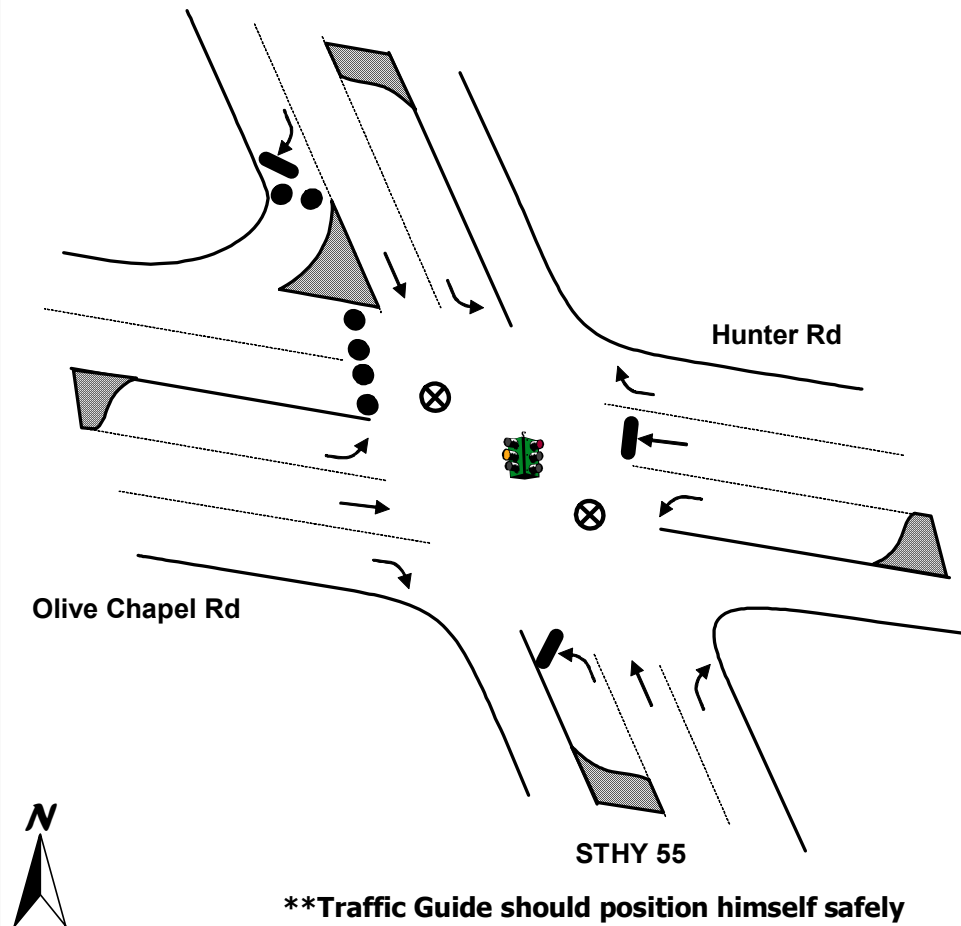 Hunter Rd
Olive Chapel Rd
STHY 55
N
**Traffic Guide should position himself safely